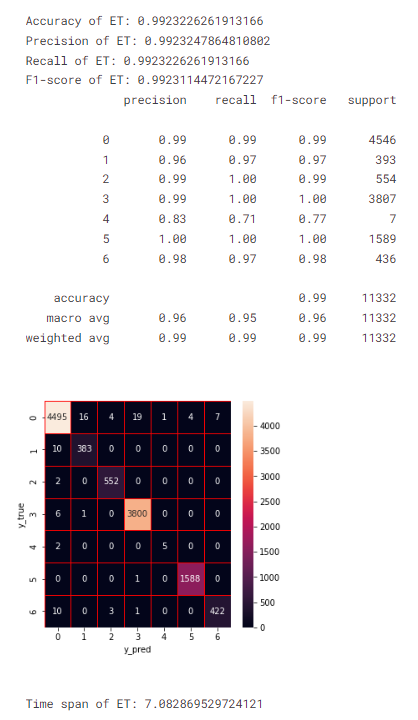 Accuracy of ET: 0.9923226261913166
Precision of ET: 0.9923247864810802
Recall of ET: 0.9923226261913166
F1-score of ET: 0.9923114472167227
precision recall f1-score support
0 0.99 0.99 0.99 4546
1 0.96 0.97 0.97 393
2 0.99 1.00 0.99 554
3 0.99 1.00 1.00 3807
4 0.83 0.71 0.77 7
5 1.00 1.00 1.00 1589
6 0.98 0.97 0.98 436
accuracy 0.99 11332
macro avg 0.96 0.95 0.96 11332
weighted avg 0.99 0.99 0.99 11332
0 4495 16 4 19 1 4 7
1 10 383 0 0 0 0 0
2 2 0 552 0 0 0 0
3 6 1 0 3800 0 0 0
4 2 0 0 0 5 0 0
5 0 0 0 1 0 1588 0
6 10 0 3 1 0 0 422
0 1 2 3 4 5 6
y_true
y_pred
4000
3500
3000
2500
2000
1500
1000
500
0
Time span of ET: 7.082869529724121